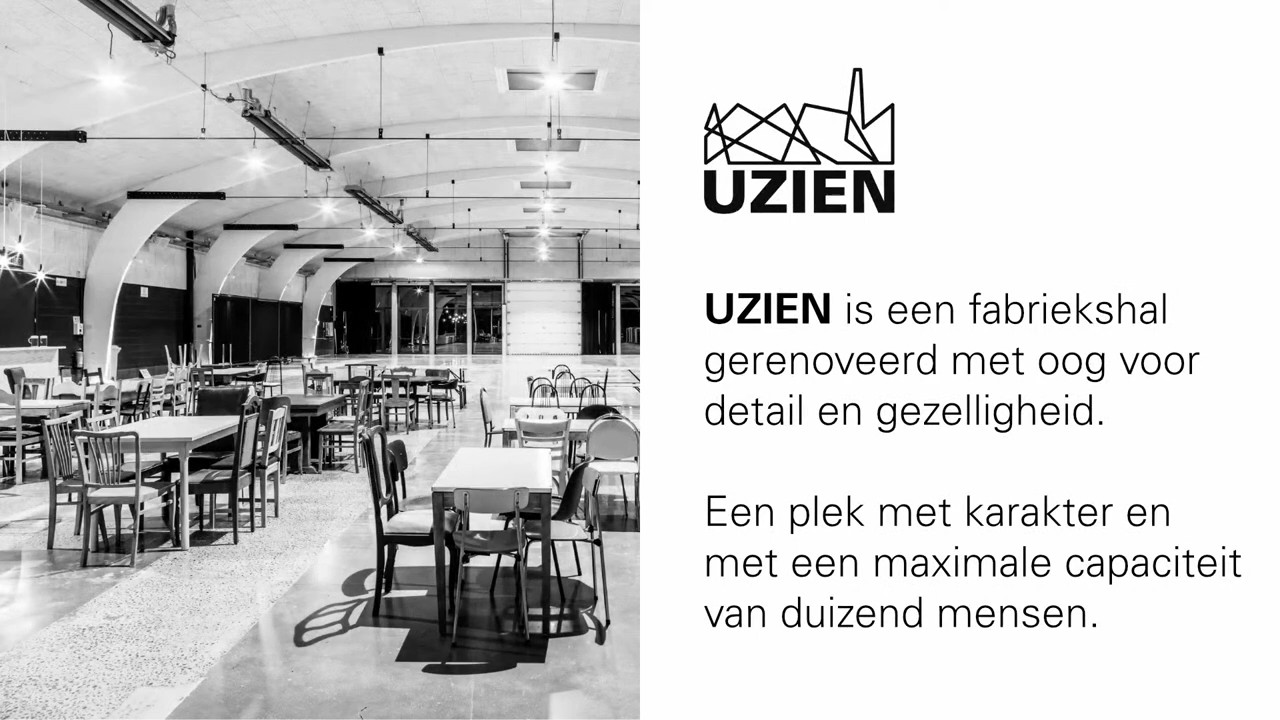 UZIEN
UZIEN is een fabriekshal
gerenoveerd met oog voor
detail en gezelligheid.
Een plek met karakter en
met een maximale capaciteit
van duizend mensen.